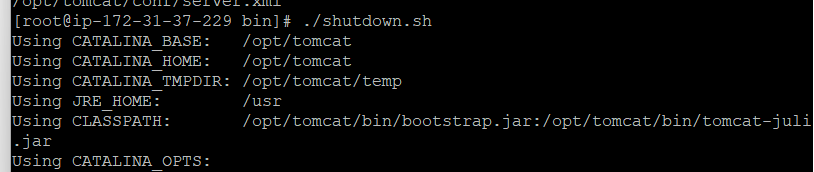 /opt/tomcat/conf/server.xml
[root@ip-172-31-37-229 bin]# ./shutdown.sh
Using CATALINA_BASE:   /opt/tomcat
Using CATALINA_HOME:   /opt/tomcat
Using CATALINA_TMPDIR: /opt/tomcat/temp
Using JRE_HOME:        /usr
Using CLASSPATH:       /opt/tomcat/bin/bootstrap.jar:/opt/tomcat/bin/tomcat-juli
.jar
Using CATALINA_OPTS: